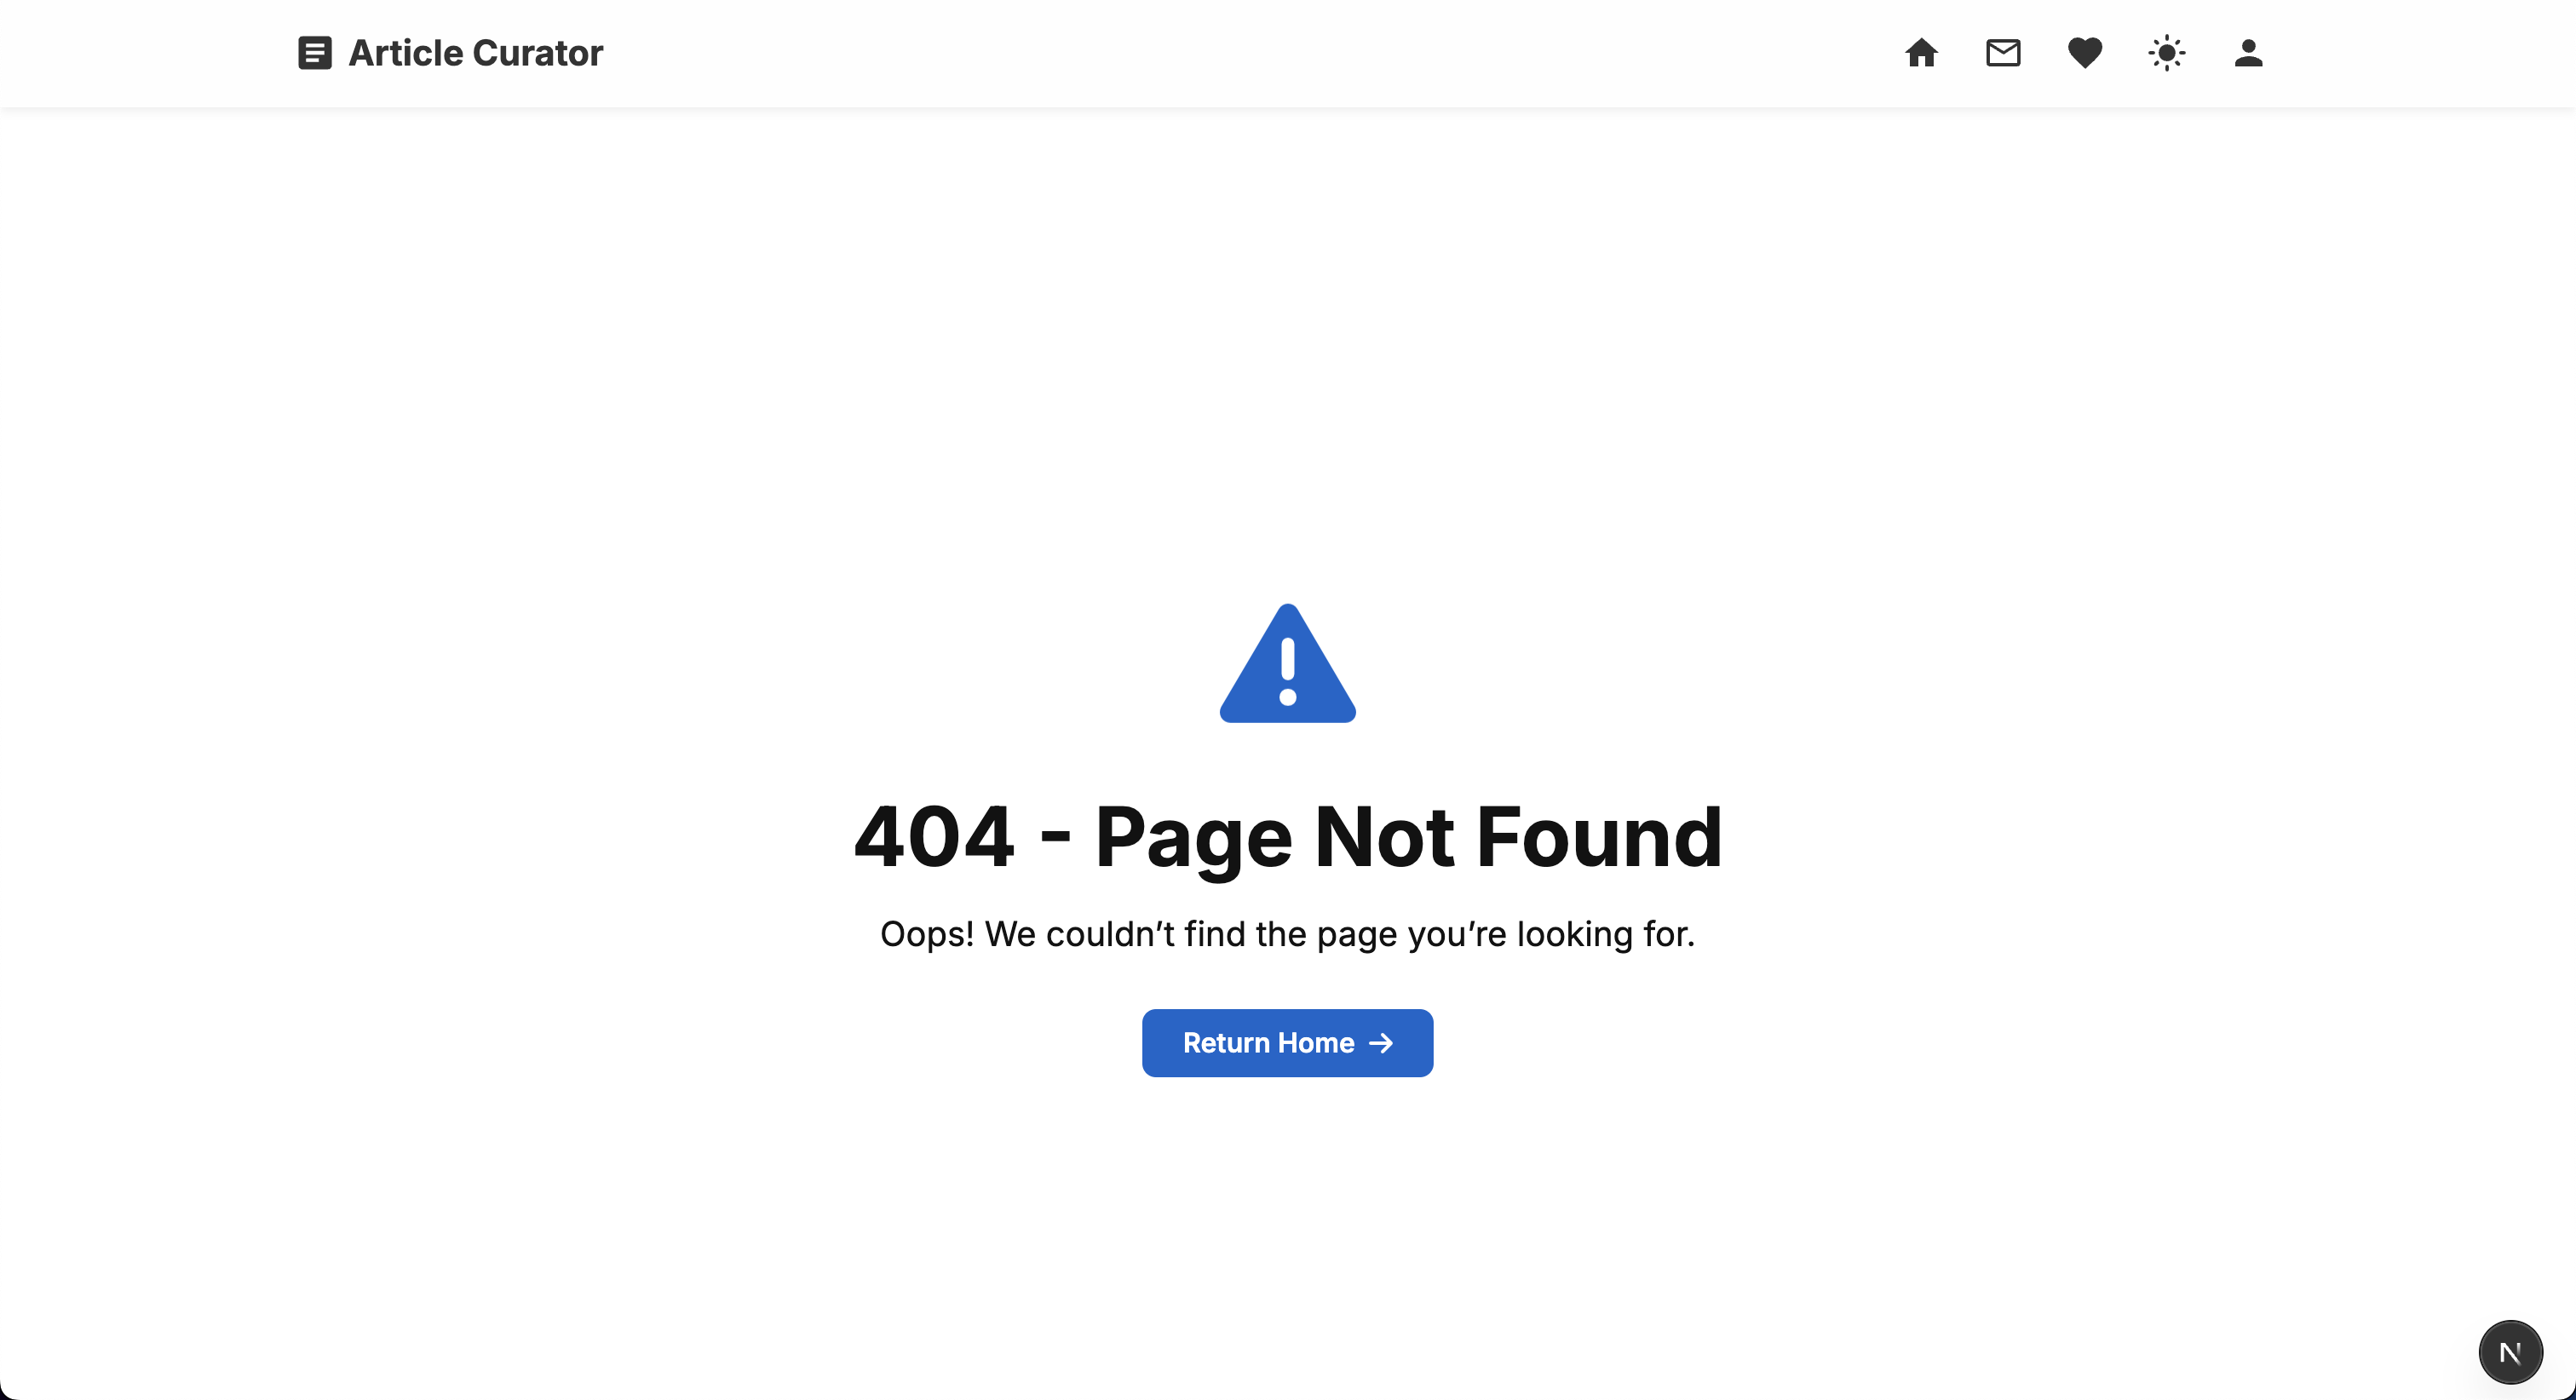 Article Curator
404 - Page Not Found
Oops! We couldn’t find the page you’re looking for.
Return Home →
N